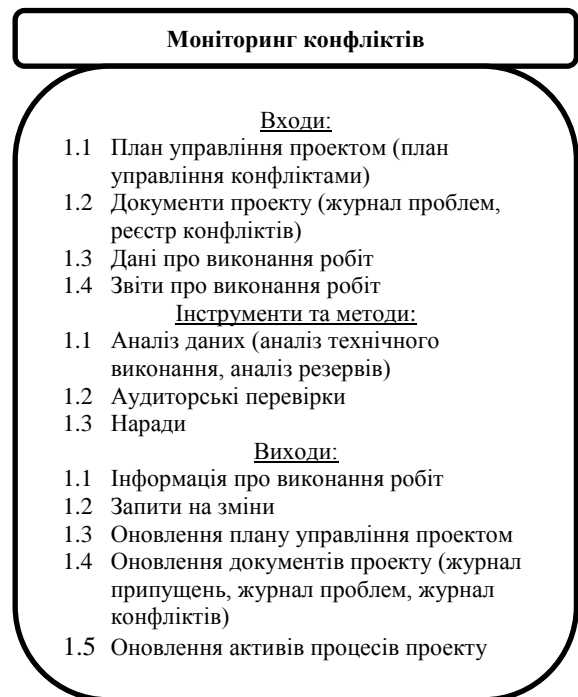 Моніторинг конфліктів
Входи:
1.1 План управління проектом (план
управління конфліктами)
1.2 Документи проекту (журнал проблем,
реєстр конфліктів)
1.3 Дані про виконання робіт
1.4 Звіти про виконання робіт
Інструменти та методи:
1.1 Аналіз даних (аналіз технічного
виконання, аналіз резервів)
1.2 Аудиторські перевірки
1.3 Наради
Виходи:
1.1 Інформація про виконання робіт
1.2 Запити на зміни
1.3 Оновлення плану управління проектом
1.4 Оновлення документів проекту (журнал
припущень, журнал проблем, журнал
конфліктів)
1.5 Оновлення активів процесів проекту